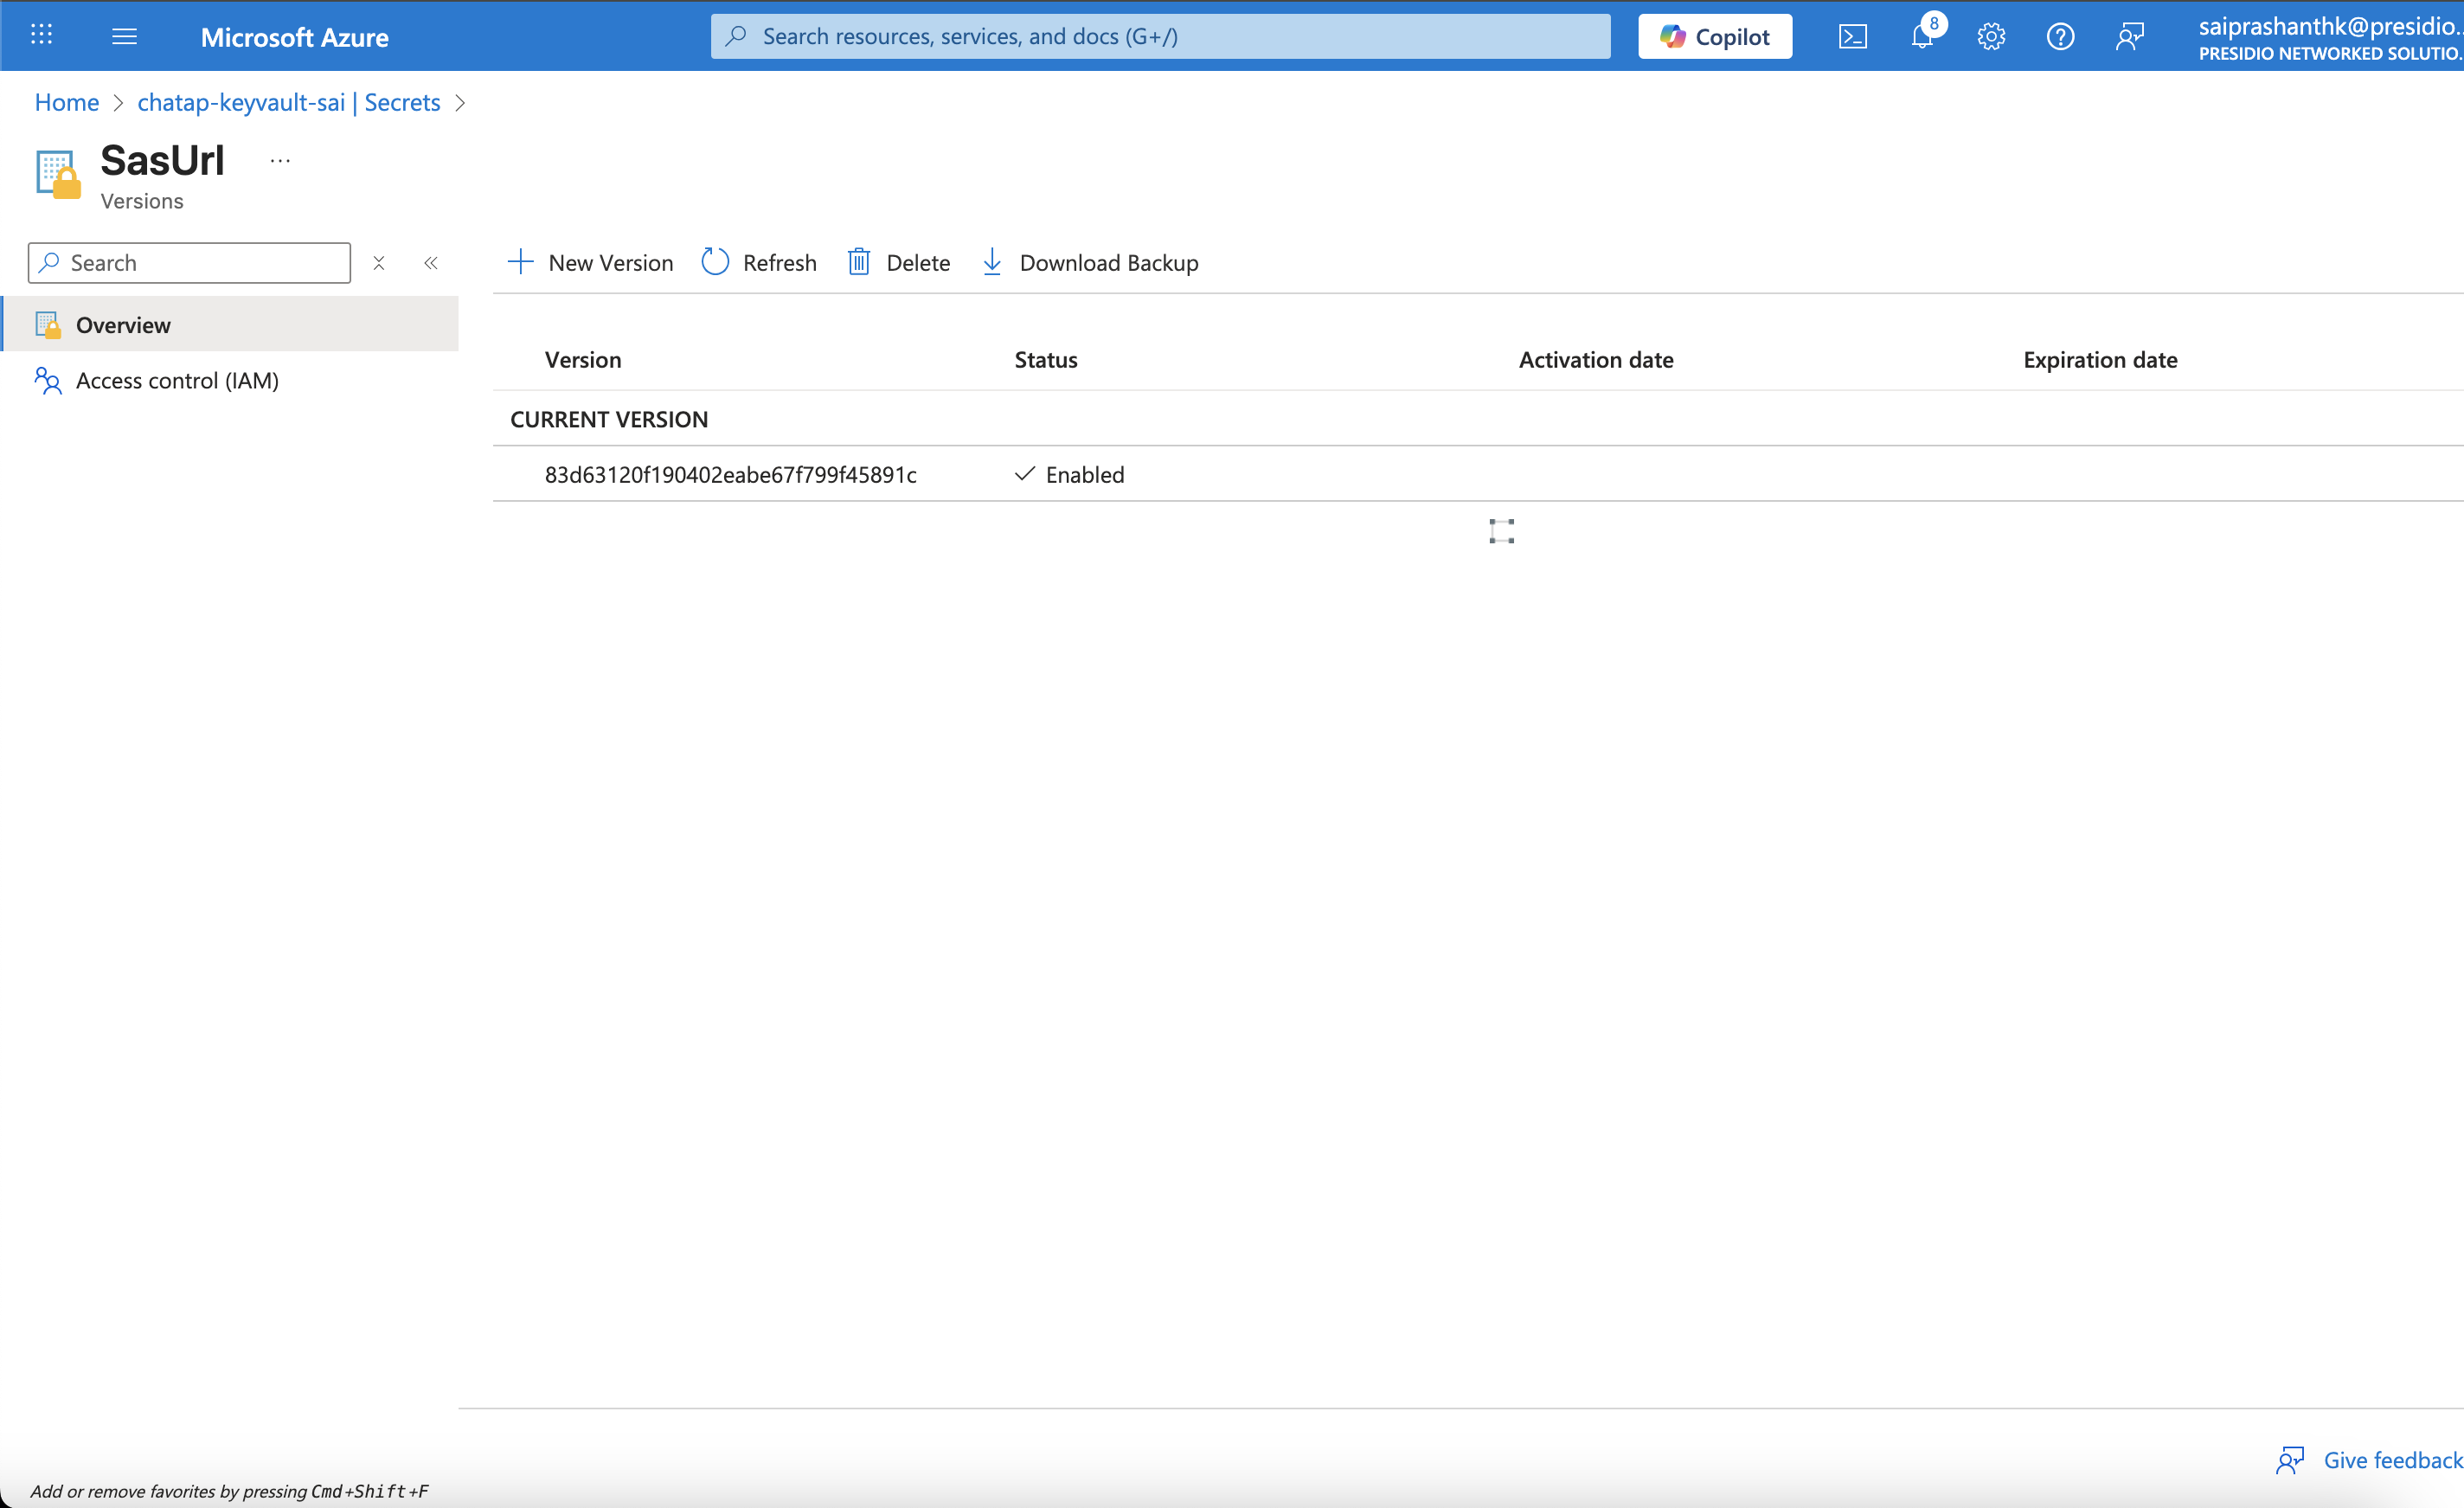 Microsoft Azure
Search resources, services, and docs (G+/)
Copilot
8
saiprashanthk@presidio...
PRESIDIO NETWORKED SOLUTIO...
Home > chatap-keyvault-sai | Secrets >
SasUrl ...
Versions
Search
New Version
Refresh
Delete
Download Backup
Overview
Access control (IAM)
Version Status Activation date Expiration date
CURRENT VERSION
83d63120f190402eabe67f799f45891c Enabled
Give feedback
Add or remove favorites by pressing Cmd+Shift+F